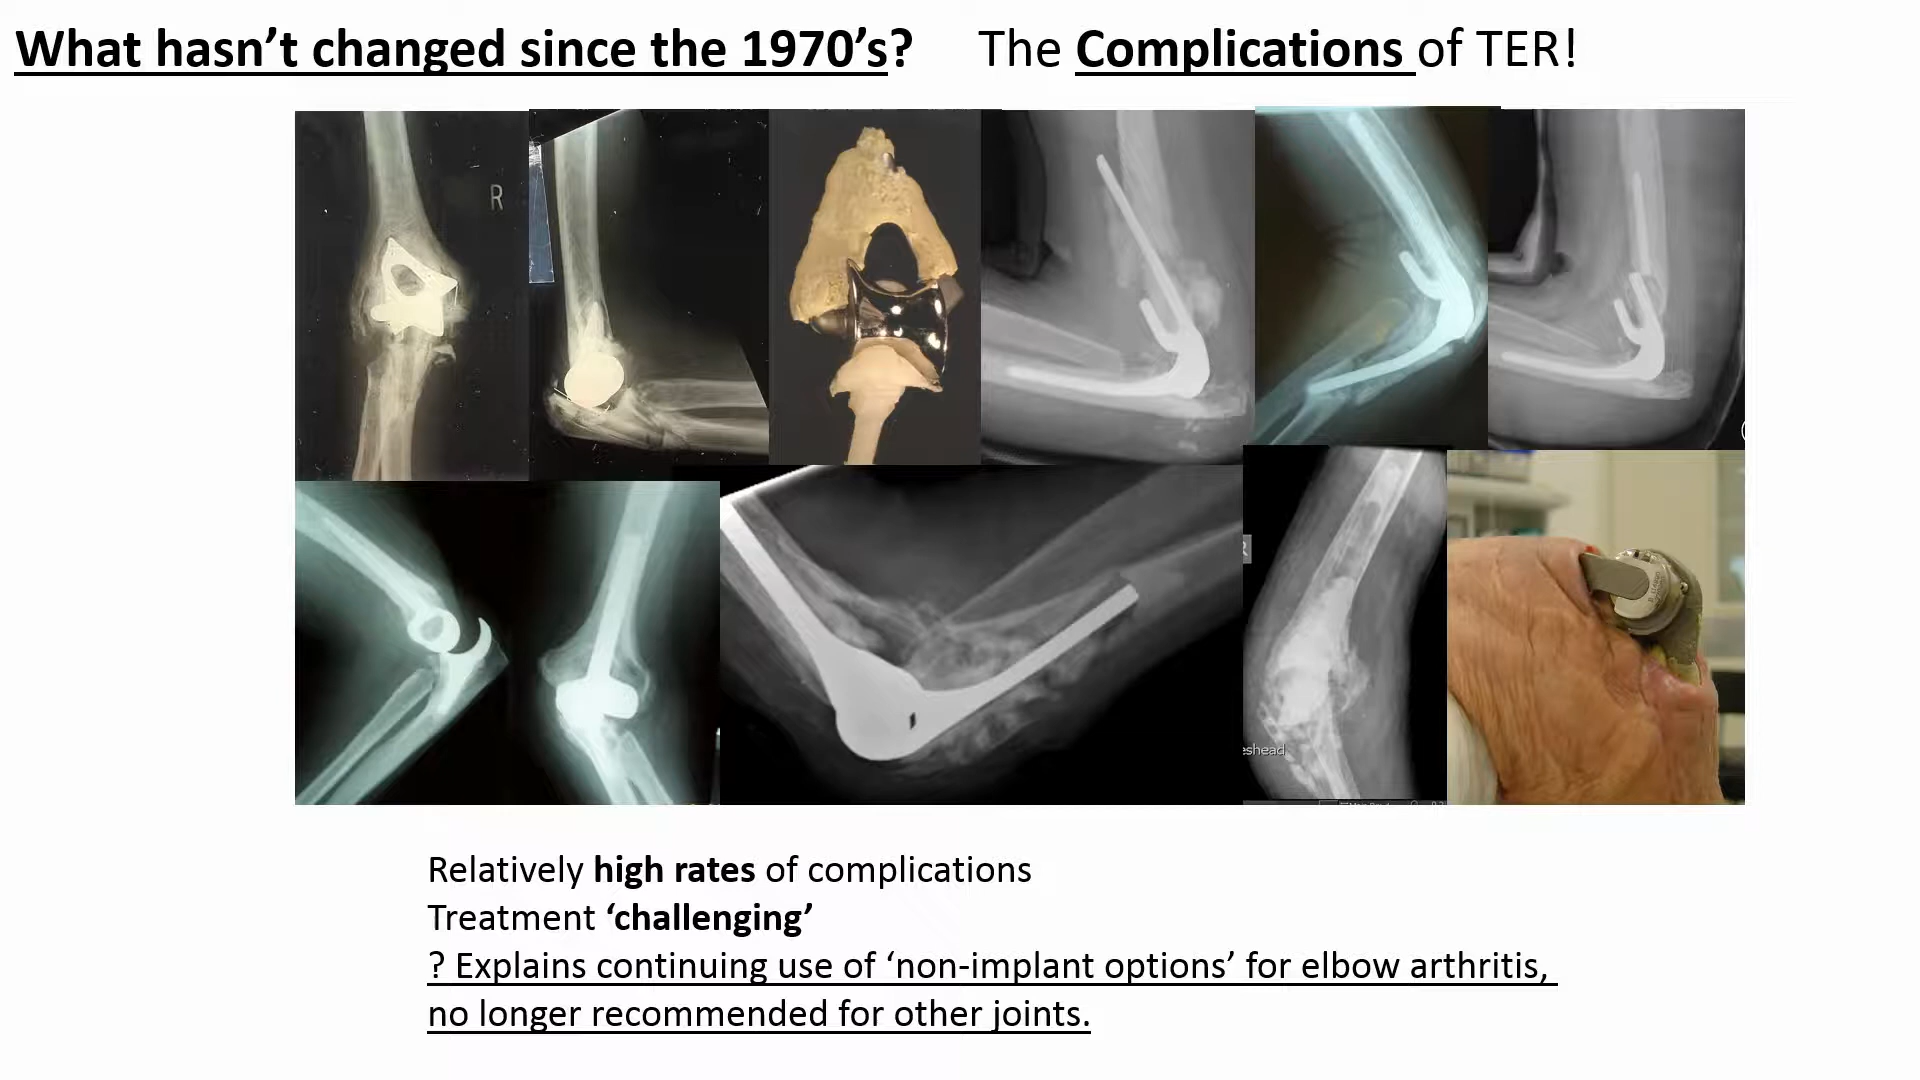 What hasn’t changed since the 1970’s? The Complications of TER!
R
eshead
Relatively high rates of complications
Treatment ‘challenging’
? Explains continuing use of ‘non-implant options’ for elbow arthritis,
no longer recommended for other joints.